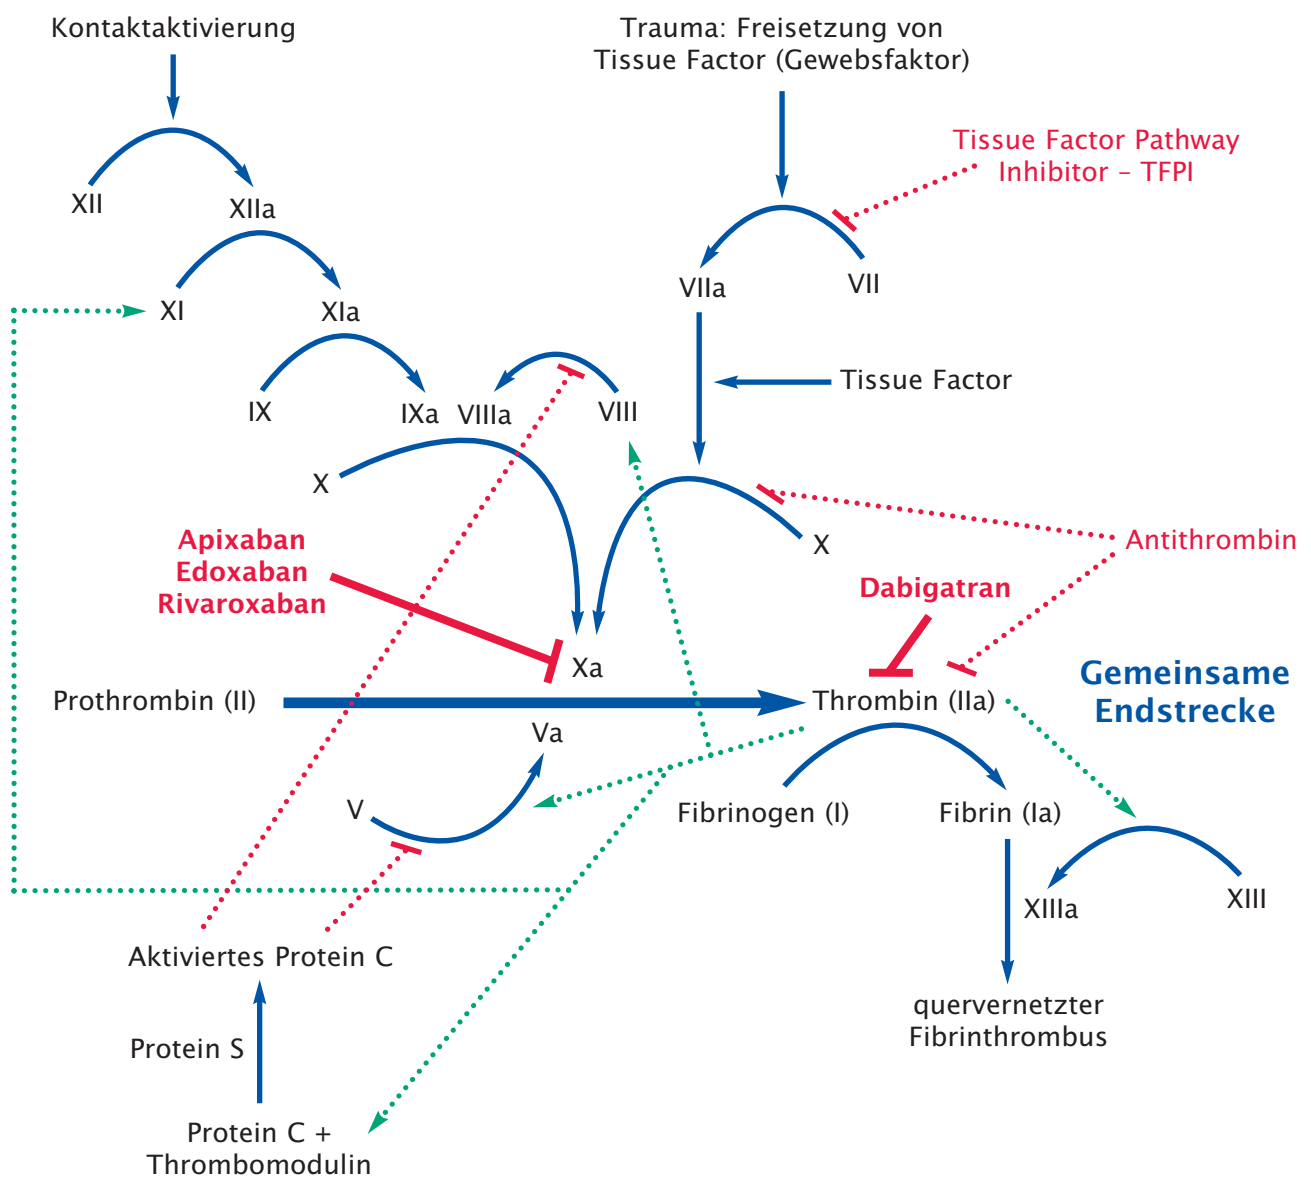 Kontaktaktivierung
Trauma: Freisetzung von
Tissue Factor (Gewebsfaktor)
Tissue Factor Pathway
Inhibitor – TFPI
XII
XIIa
VIIa
VII
XI
XIa
Tissue Factor
IX
IXa
VIIIa
VIII
X
X
Antithrombin
Apixaban
Edoxaban
Rivaroxaban
Dabigatran
Xa
Gemeinsame
Endstrecke
Prothrombin (II)
Thrombin (IIa)
Va
V
Fibrinogen (I)
Fibrin (Ia)
XIIIa
XIII
Aktiviertes Protein C
quervernetzter
Fibrinthrombus
Protein S
Protein C +
Thrombomodulin